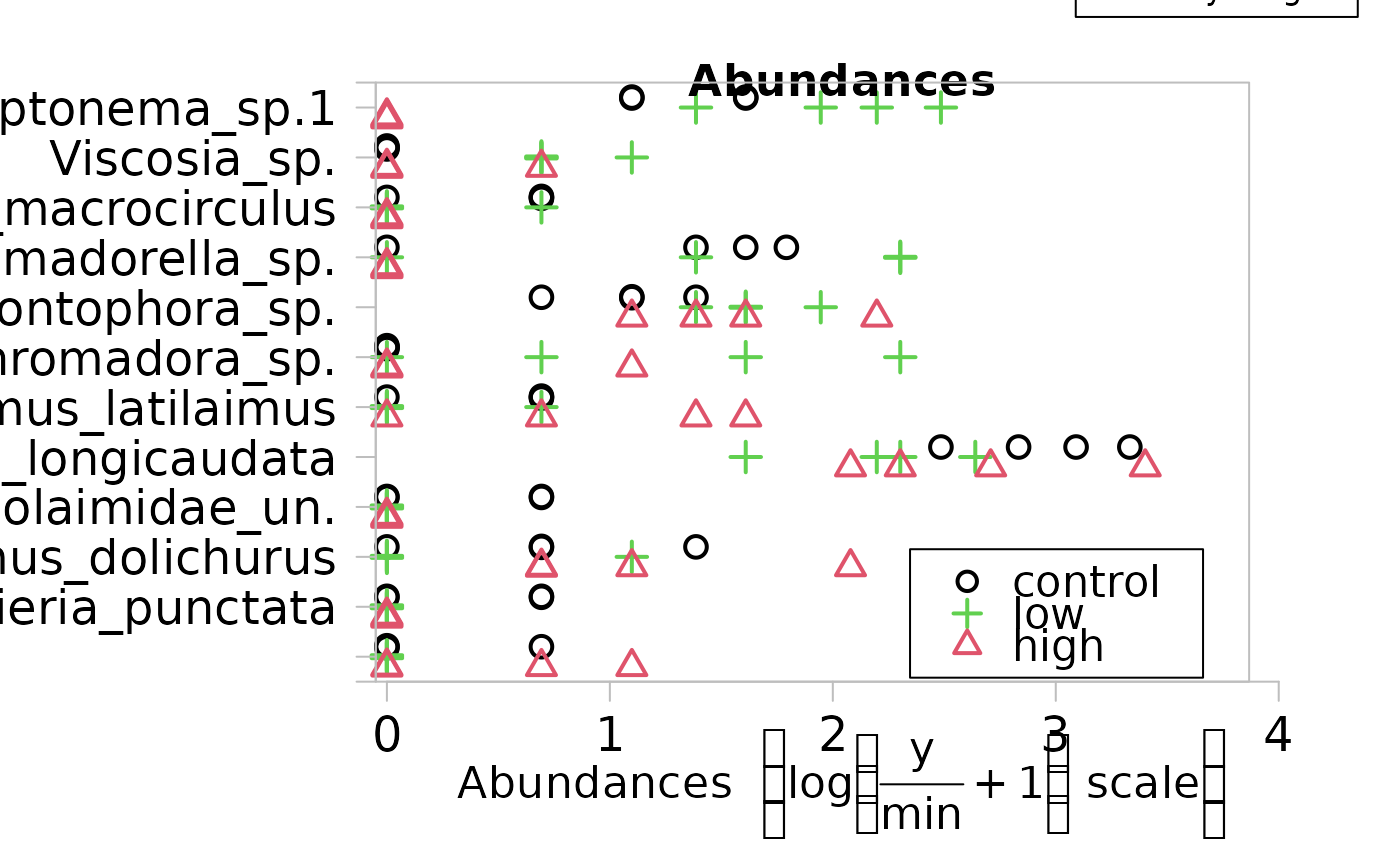 Abundances
ptonema_sp.1
Viscosia_sp.
_macrocirculus
madorella_sp.
ontophora_sp.
hromadora_sp.
mus_latilaimus
_longicaudata
olaimidae_un.
nus_dolichurus
ieria_punctata
control
low
high
0 1 2 3 4
Abundances log y/min + 1 scale